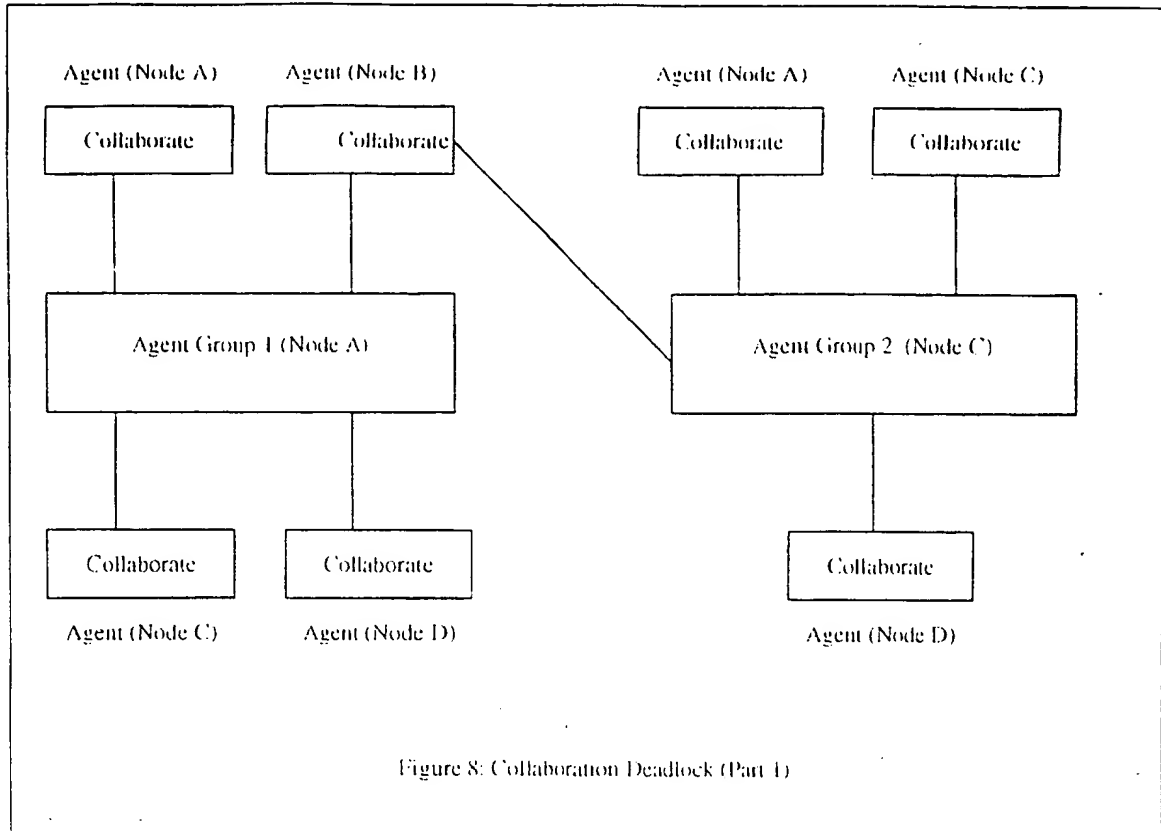 Agent (Node A) Agent (Node B) Agent (Node A) Agent (Node C)
Collaborate Collaborate Collaborate Collaborate
Agent Group 1 (Node A) Agent Group 2 (Node C)
Collaborate Collaborate Collaborate
Agent (Node C) Agent (Node D) Agent (Node D)
Figure 8: Collaboration Deadlock (Part 1)